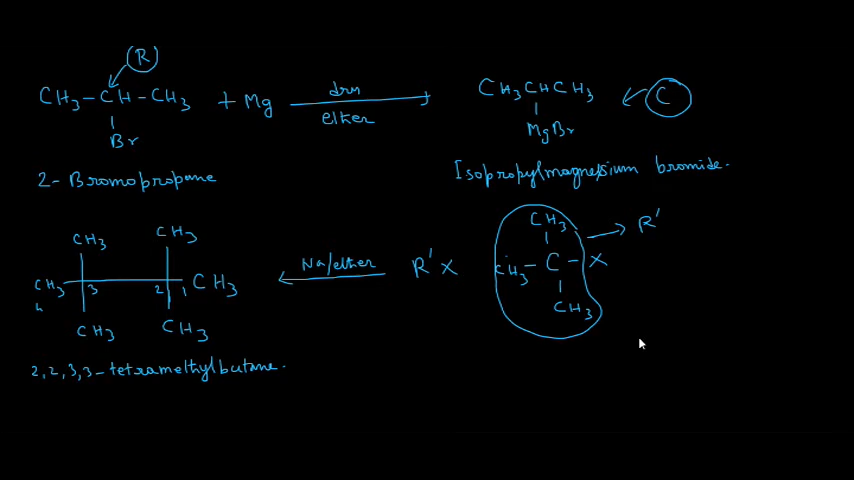 R
CH3-CH-CH3 + Mg dry ether CH3CHCH3 C
Br MgBr
2-Bromopropane Isopropylmagnesium bromide.
CH3 CH3 CH3 R'
CH3 3 2 1 CH3 Na/ether R'X CH3-C-X
4
CH3 CH3 CH3
2,2,3,3-tetramethylbutane.